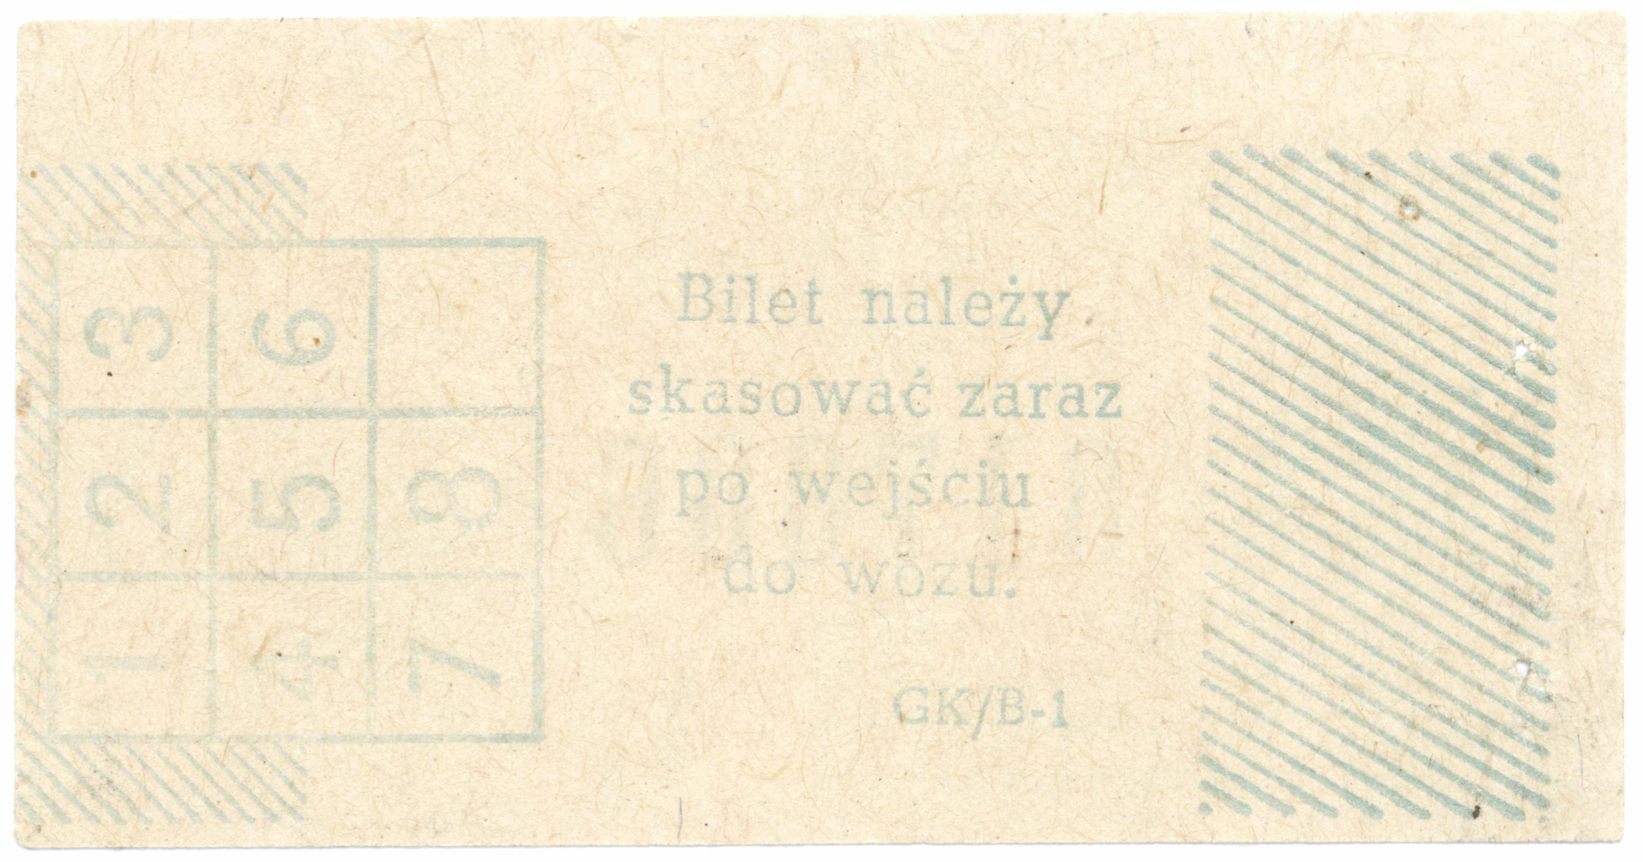 3 6
2 5 8
1 4 7
Bilet należy
skasować zaraz
po wejściu
do wozu.
GK/B-1